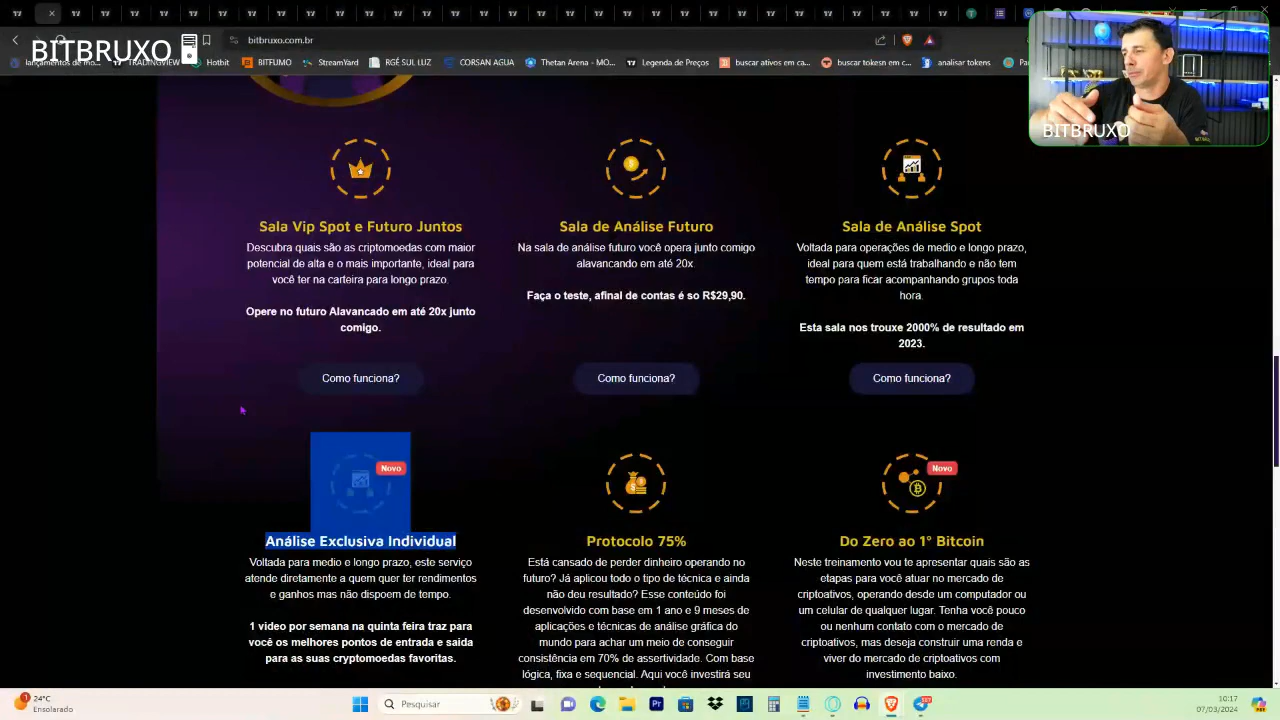 bitbruxo.com.br
BITBRUXO
lançamentos de mo...
TRADINGVIEW
Hotbit
BITFUMO
StreamYard
RGE SUL LUZ
CORSAN AGUA
Thetan Arena - MO...
Legenda de Preços
buscar ativos em ca...
buscar tokesn em c...
analisar tokens
BITBRUXO
Sala Vip Spot e Futuro Juntos
Descubra quais são as criptomoedas com maior
potencial de alta e o mais importante, ideal para
você ter na carteira para longo prazo.
Opere no futuro Alavancado em até 20x junto
comigo.
Como funciona?
Sala de Análise Futuro
Na sala de análise futuro você opera junto comigo
alavancando em até 20x.
Faça o teste, afinal de contas é so R$29,90.
Como funciona?
Sala de Análise Spot
Voltada para operações de medio e longo prazo,
ideal para quem está trabalhando e não tem
tempo para ficar acompanhando grupos toda
hora.
Esta sala nos trouxe 2000% de resultado em
2023.
Como funciona?
Novo
Análise Exclusiva Individual
Voltada para medio e longo prazo, este serviço
atende diretamente a quem quer ter rendimentos
e ganhos mas não dispoem de tempo.
1 video por semana na quinta feira traz para
você os melhores pontos de entrada e saida
para as suas cryptomoedas favoritas.
Protocolo 75%
Está cansado de perder dinheiro operando no
futuro? Já aplicou todo o tipo de técnica e ainda
não deu resultado? Esse conteúdo foi
desenvolvido com base em 1 ano e 9 meses de
aplicações e técnicas de análise gráfica do
mundo para achar um meio de conseguir
consistência em 70% de assertividade. Com base
lógica, fixa e sequencial. Aqui você investirá seu
Novo
Do Zero ao 1° Bitcoin
Neste treinamento vou te apresentar quais são as
etapas para você atuar no mercado de
criptoativos, operando desde um computador ou
um celular de qualquer lugar. Tenha você pouco
ou nenhum contato com o mercado de
criptoativos, mas deseja construir uma renda e
viver do mercado de criptoativos com
investimento baixo.
24°C
Ensolarado
Pesquisar
10:17
07/03/2024